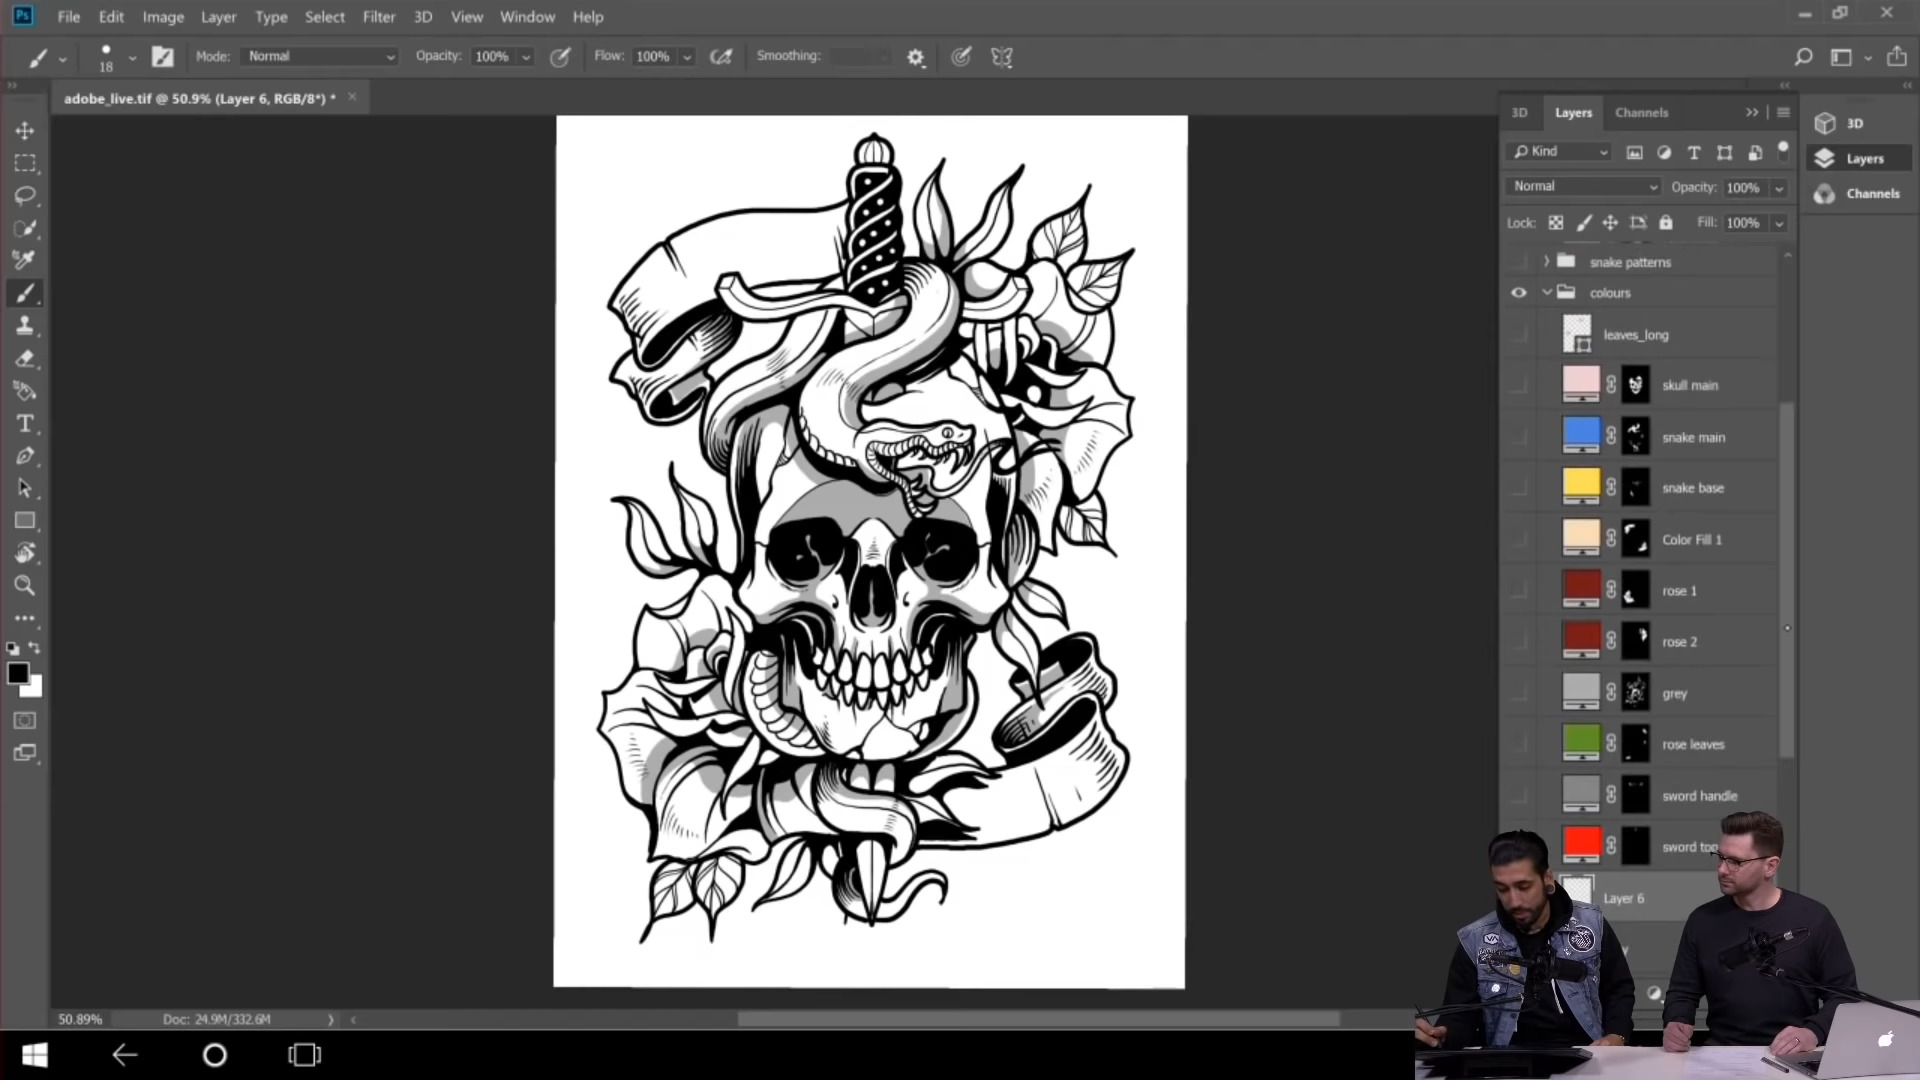 Ps File Edit Image Layer Type Select Filter 3D View Window Help
18 Mode: Normal Opacity: 100% Flow: 100% Smoothing:
adobe_live.tif @ 50.9% (Layer 6, RGB/8*) * ×
3D Layers Channels
3D
Kind
Layers
Normal Opacity: 100%
Channels
Lock: Fill: 100%
snake patterns
colours
leaves_long
skull main
snake main
snake base
Color Fill 1
rose 1
rose 2
grey
rose leaves
sword handle
sword top
Layer 6
50.89% Doc: 24.9M/332.6M